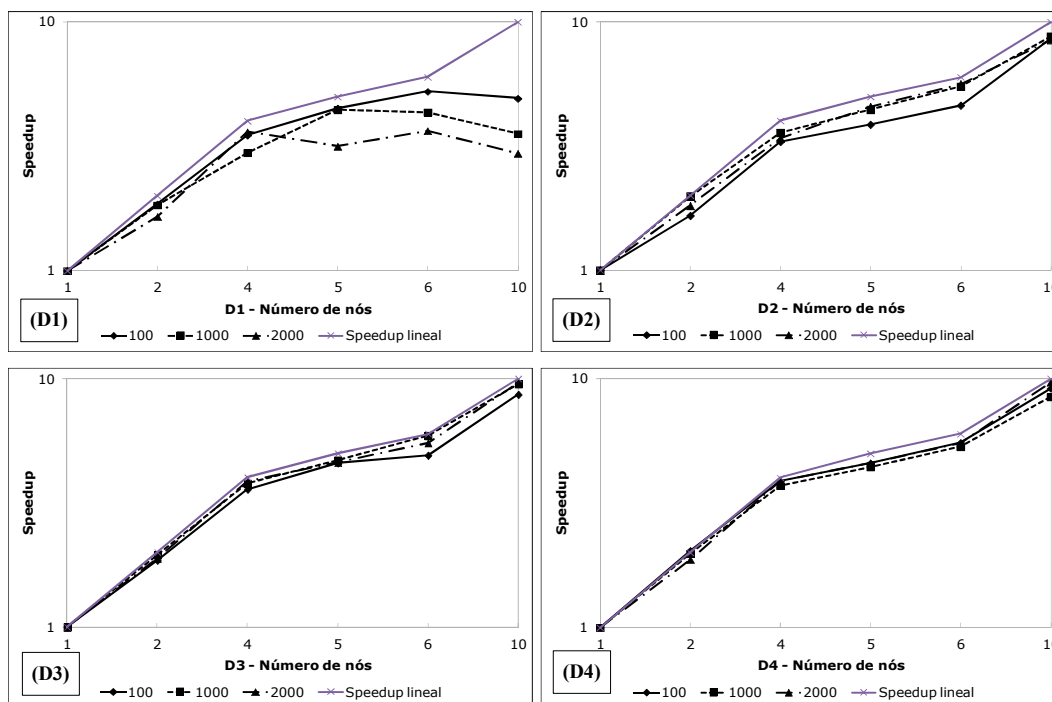 10
Speedup
1
1 2 4 5 6 10
D1 - Número de nós
(D1)
100 1000 2000 Speedup lineal
10
Speedup
1
1 2 4 5 6 10
D2 - Número de nós
(D2)
100 1000 2000 Speedup lineal
10
Speedup
1
1 2 4 5 6 10
D3 - Número de nós
(D3)
100 1000 2000 Speedup lineal
10
Speedup
1
1 2 4 5 6 10
D4 - Número de nós
(D4)
100 1000 2000 Speedup lineal